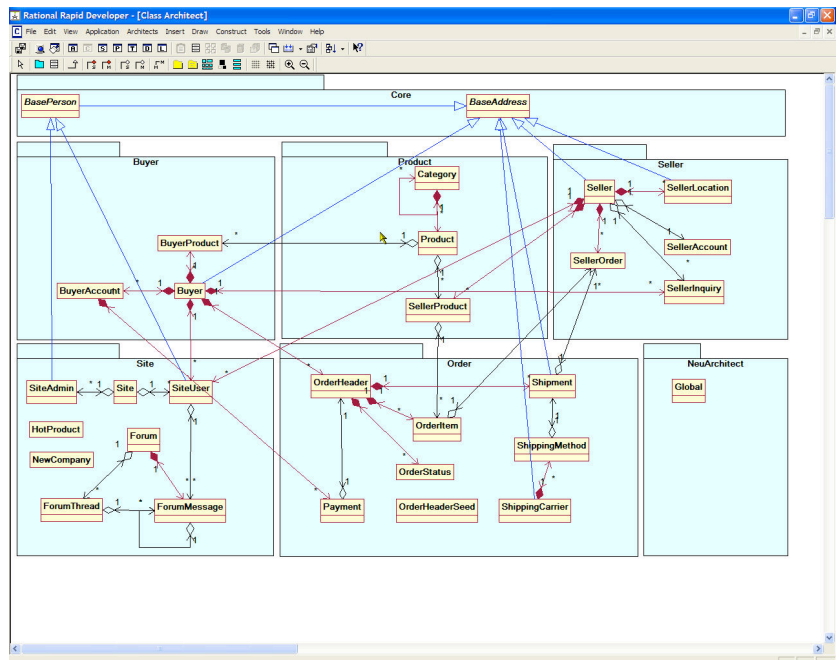 Rational Rapid Developer - [Class Architect]
File Edit View Application Architects Insert Draw Construct Tools Window Help
Core
BasePerson
BaseAddress
Buyer
Product
Seller
Category
Seller
SellerLocation
BuyerProduct
Product
SellerAccount
SellerOrder
BuyerAccount
Buyer
SellerInquiry
SellerProduct
Site
Order
NeuArchitect
SiteAdmin
Site
SiteUser
OrderHeader
Shipment
Global
HotProduct
Forum
OrderItem
NewCompany
ShippingMethod
OrderStatus
ForumThread
ForumMessage
Payment
OrderHeaderSeed
ShippingCarrier